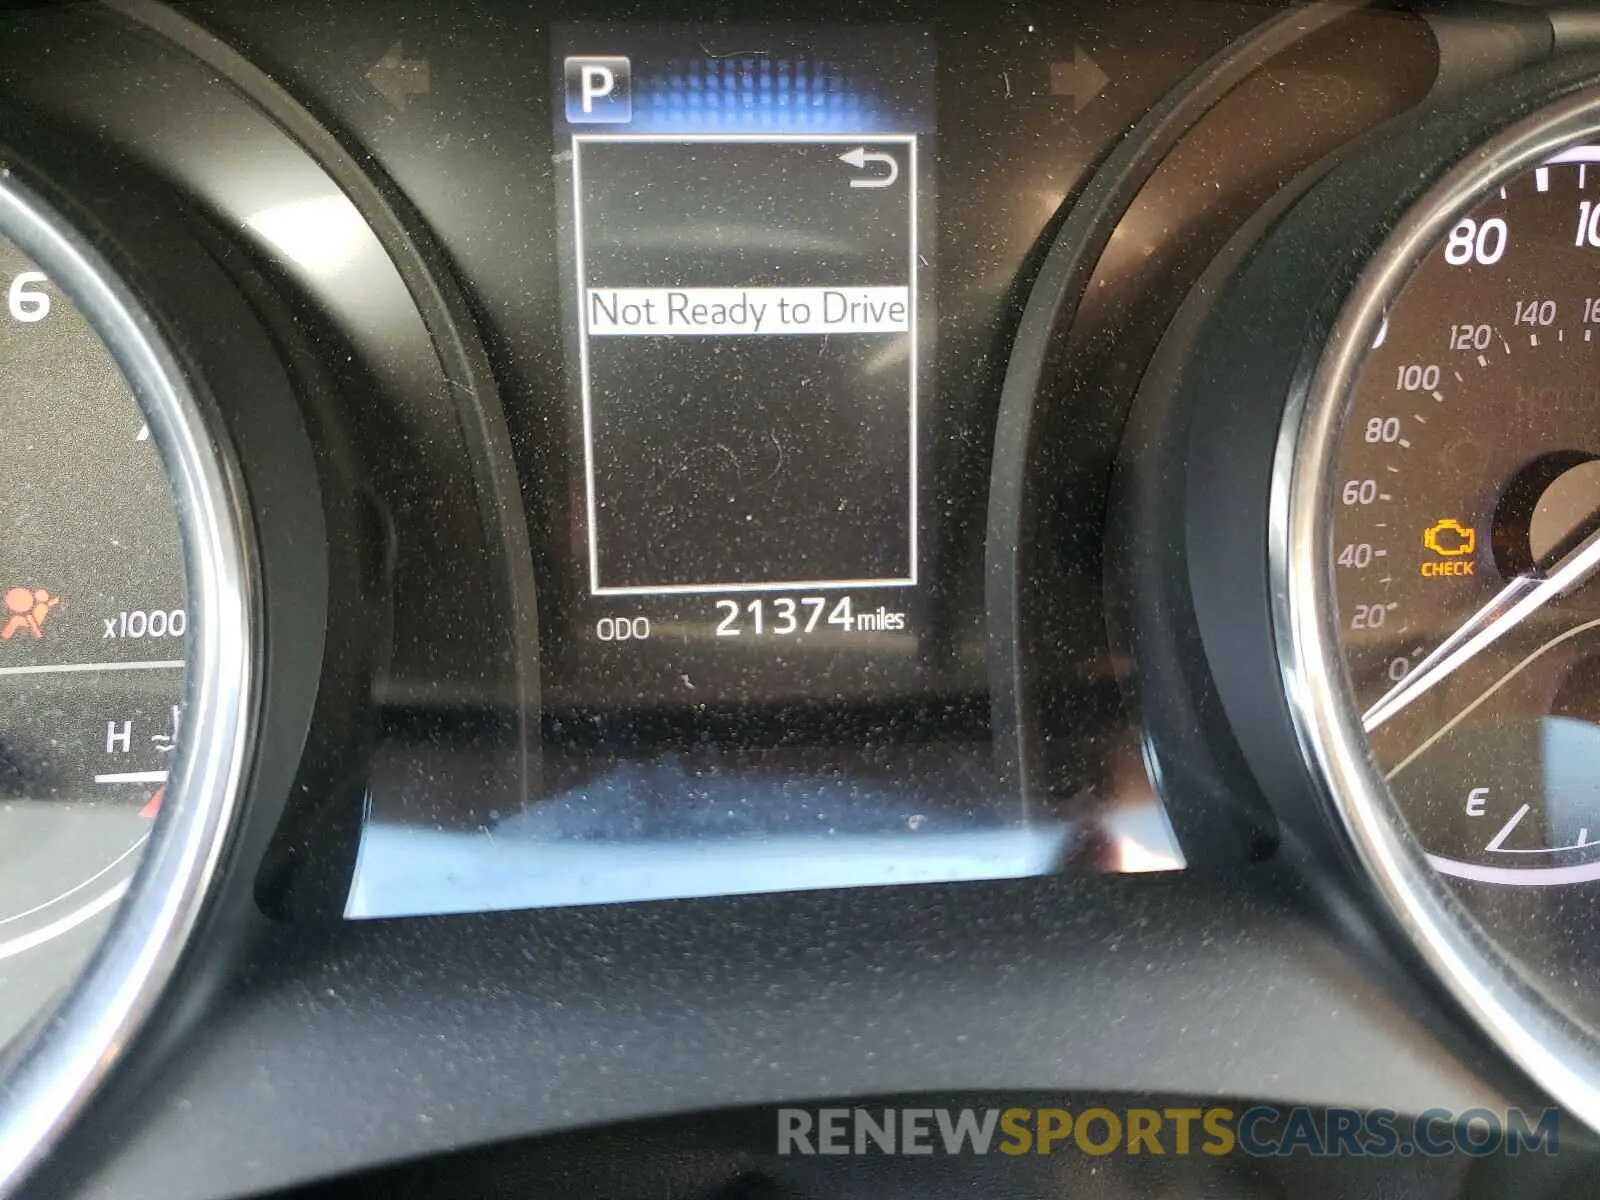 P
80
6
140
120
Not Ready to Drive
100
80
60
40
CHECK
20
x1000
ODO 21374 miles
0
H
E
RENEWSPORTSCARS.COM